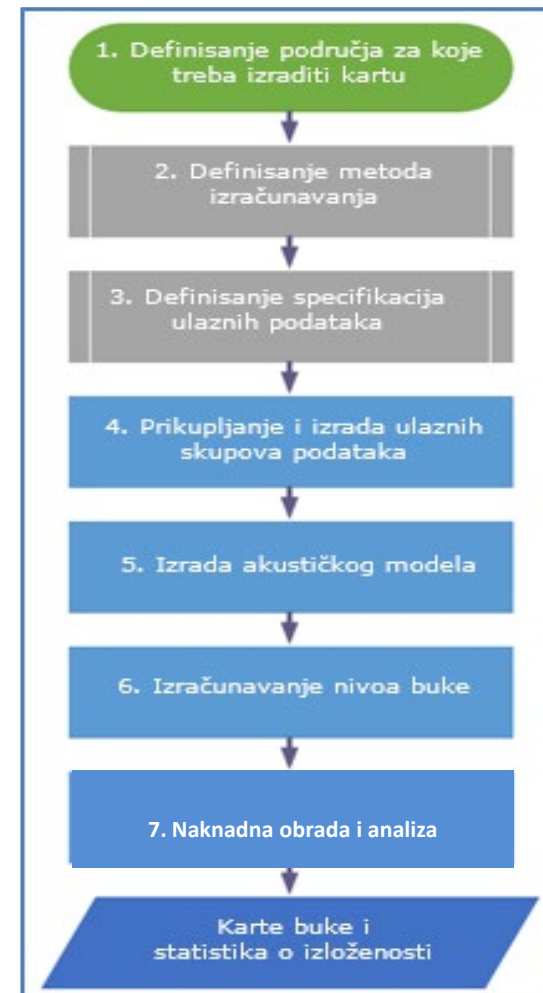 1. Definisanje područja za koje
treba izraditi kartu
2. Definisanje metoda
izračunavanja
3. Definisanje specifikacija
ulaznih podataka
4. Prikupljanje i izrada ulaznih
skupova podataka
5. Izrada akustičkog modela
6. Izračunavanje nivoa buke
7. Naknadna obrada i analiza
Karte buke i
statistika o izloženosti